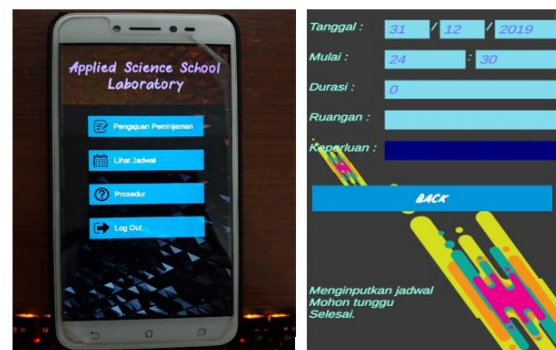 Applied Science School
Laboratory
Pengajuan Peminjaman
Lihat Jadwal
Prosedur
Log Out
Tanggal : 31 / 12 / 2019
Mulai : 24 : 30
Durasi : 0
Ruangan :
Keperluan :
BACK
Menginputkan jadwal
Mohon tunggu
Selesai.